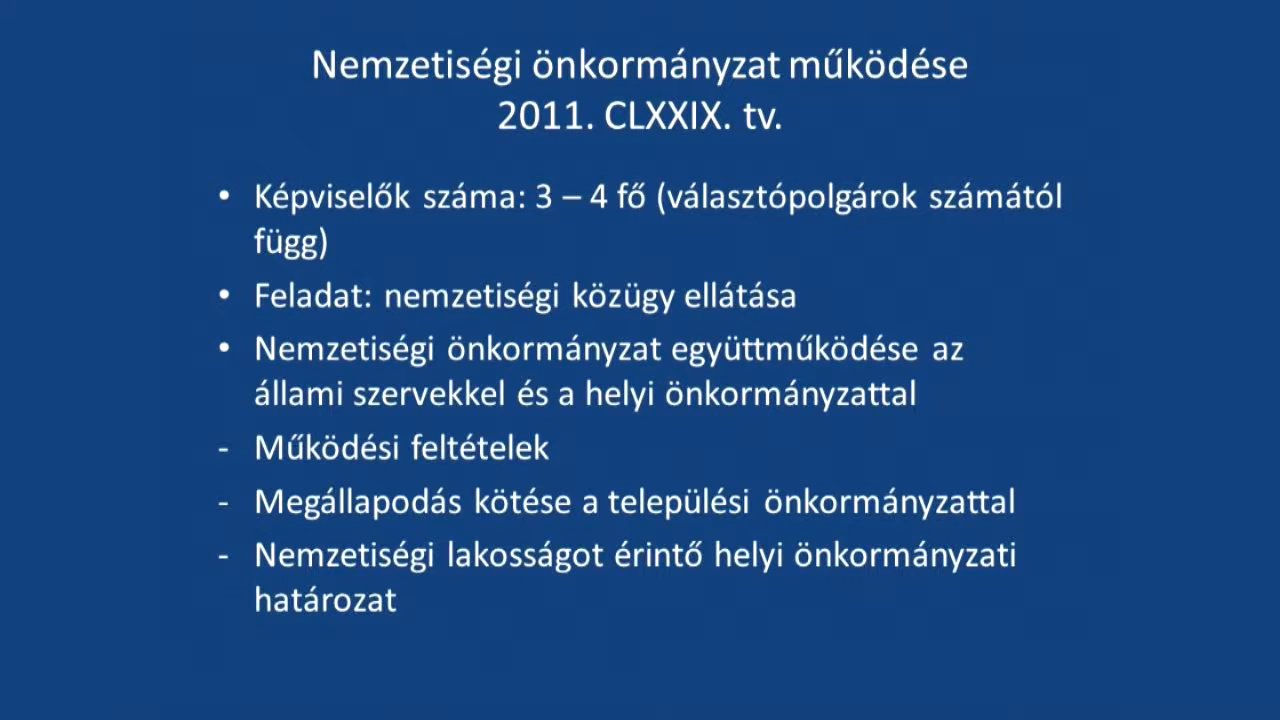 Nemzetiségi önkormányzat működése
2011. CLXXIX. tv.
• Képviselők száma: 3 – 4 fő (választópolgárok számától
függ)
• Feladat: nemzetiségi közügy ellátása
• Nemzetiségi önkormányzat együttműködése az
állami szervekkel és a helyi önkormányzattal
- Működési feltételek
- Megállapodás kötése a települési önkormányzattal
- Nemzetiségi lakosságot érintő helyi önkormányzati
határozat